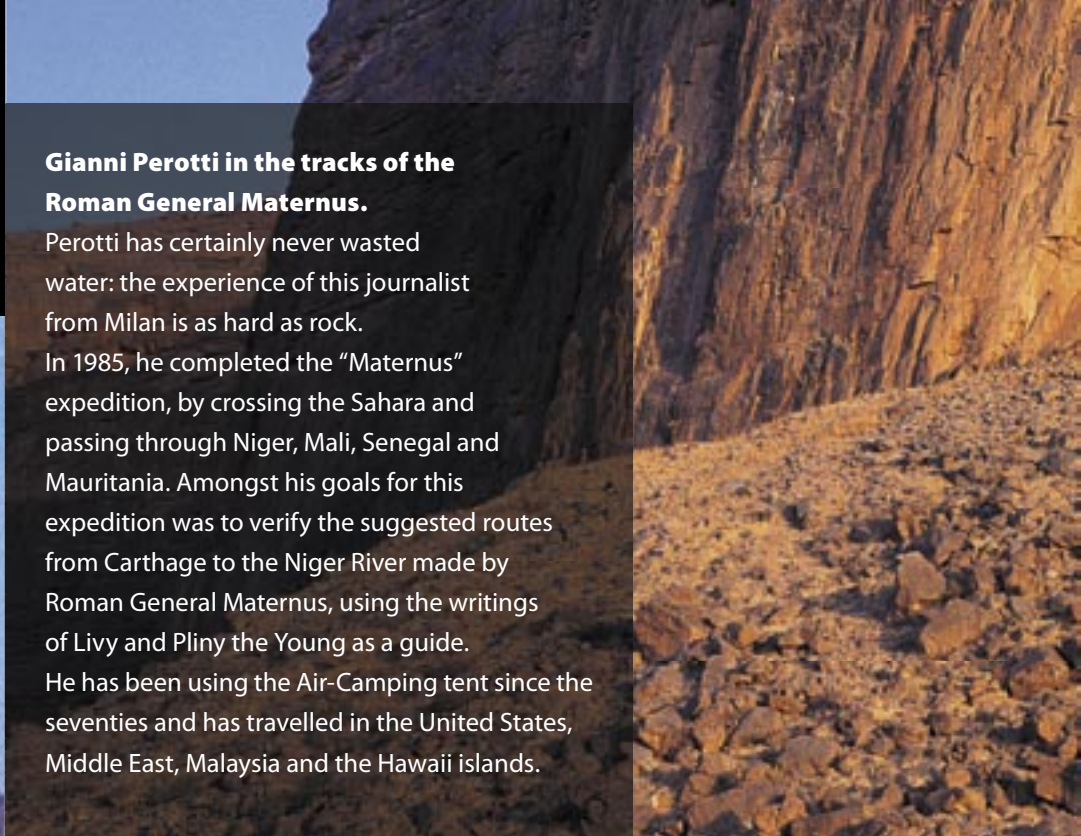 Gianni Perotti in the tracks of the
Roman General Maternus.
Perotti has certainly never wasted
water: the experience of this journalist
from Milan is as hard as rock.
In 1985, he completed the “Maternus”
expedition, by crossing the Sahara and
passing through Niger, Mali, Senegal and
Mauritania. Amongst his goals for this
expedition was to verify the suggested routes
from Carthage to the Niger River made by
Roman General Maternus, using the writings
of Livy and Pliny the Young as a guide.
He has been using the Air-Camping tent since the
seventies and has travelled in the United States,
Middle East, Malaysia and the Hawaii islands.